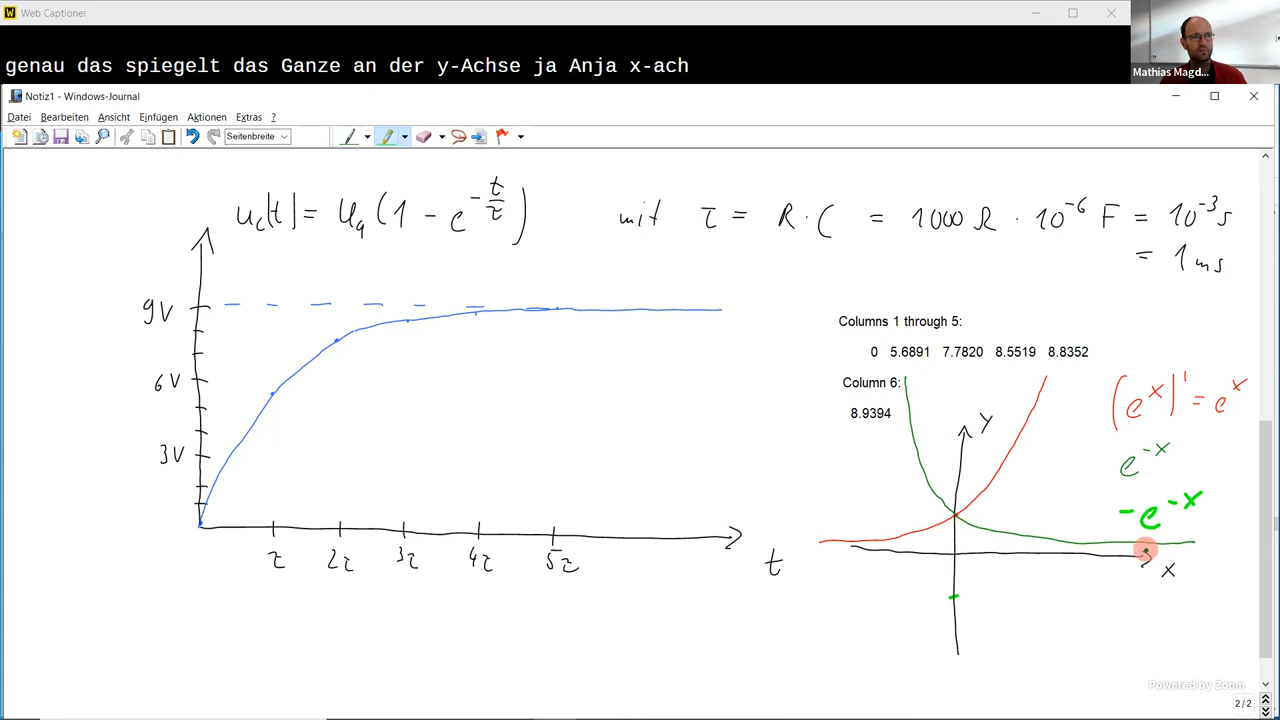 Web Captioner
genau das spiegelt das Ganze an der y-Achse ja Anja x-ach
Mathias Magd...
Notiz1 - Windows-Journal
Datei Bearbeiten Ansicht Einfügen Aktionen Extras ?
Seitenbreite
u_c(t) = U_q (1 - e^{-t/τ}) mit τ = R · C = 1000 Ω · 10^{-6} F = 10^{-3} s
= 1 ms
9V
6V
3V
τ 2τ 3τ 4τ 5τ
t
Columns 1 through 5:
0 5.6891 7.7820 8.5519 8.8352
Column 6:
8.9394
y
x
(e^x)' = e^x
e^{-x}
-e^{-x}
Powered by Zoom
2 / 2